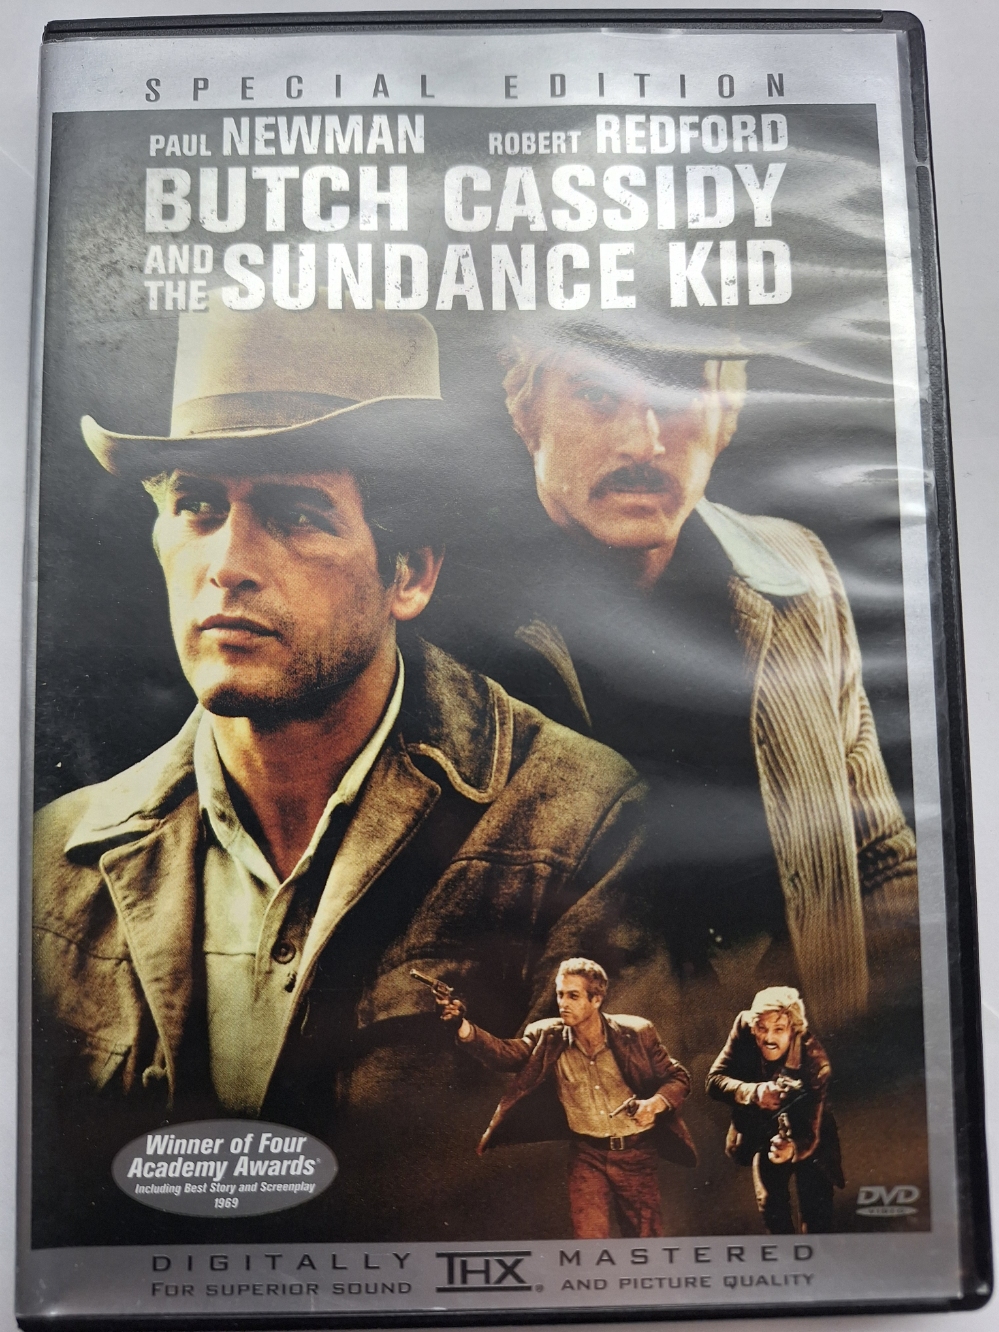 SPECIAL EDITION
PAUL NEWMAN ROBERT REDFORD
BUTCH CASSIDY
AND THE SUNDANCE KID
Winner of Four
Academy Awards®
Including Best Story and Screenplay
1969
DVD
VIDEO
DIGITALLY THX® MASTERED
FOR SUPERIOR SOUND AND PICTURE QUALITY